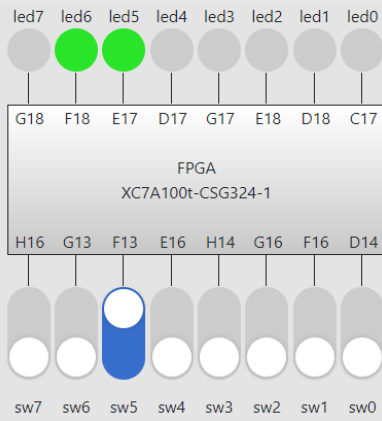 led7 led6 led5 led4 led3 led2 led1 led0
G18 F18 E17 D17 G17 E18 D18 C17
FPGA
XC7A100t-CSG324-1
H16 G13 F13 E16 H14 G16 F16 D14
sw7 sw6 sw5 sw4 sw3 sw2 sw1 sw0